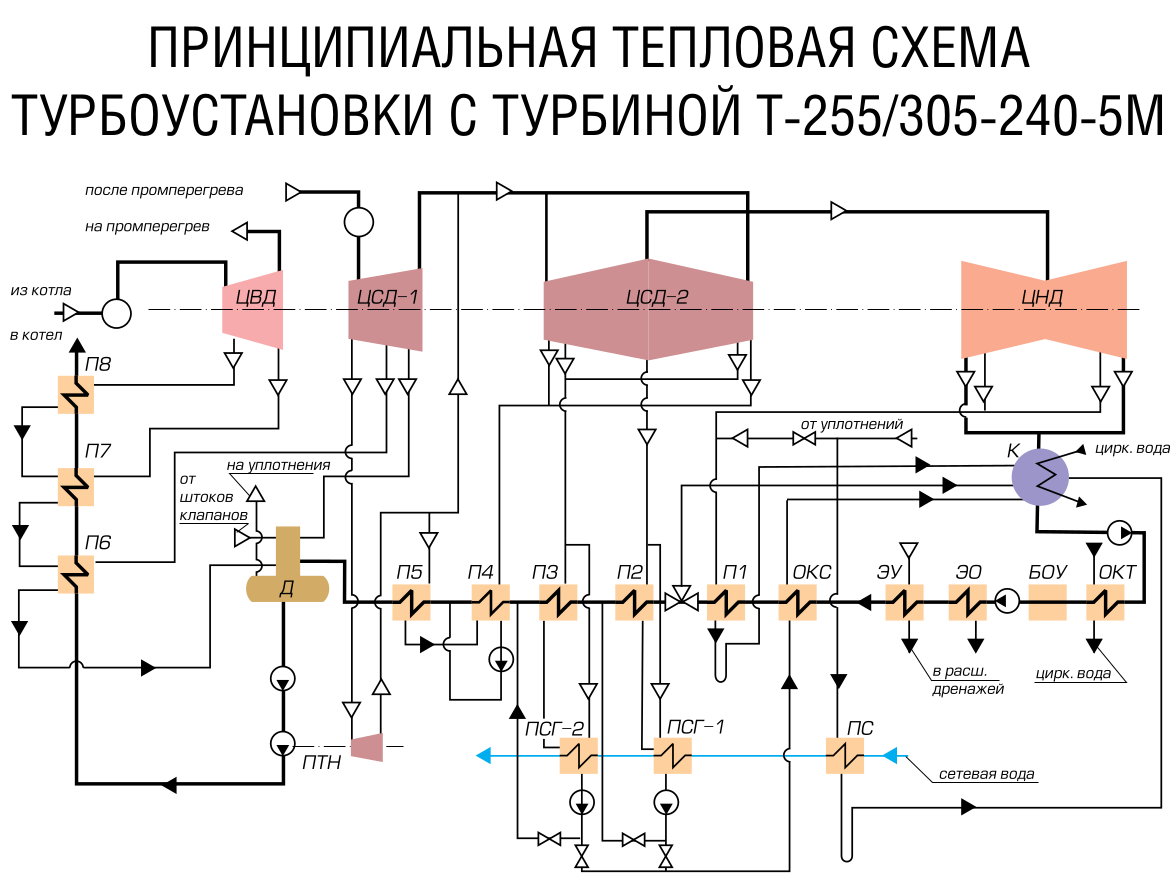 ПРИНЦИПИАЛЬНАЯ ТЕПЛОВАЯ СХЕМА
ТУРБОУСТАНОВКИ С ТУРБИНОЙ Т-255/305-240-5М
после промперегрева
на промперегрев
из котла
в котел
ЦВД
ЦСД-1
ЦСД-2
ЦНД
П8
П7
П6
на уплотнения
от
штоков
клапанов
от уплотнений
К
цирк. вода
Д
П5
П4
П3
П2
П1
ОКС
ЭУ
ЭО
БОУ
ОКТ
в расш.
дренажей
цирк. вода
ПТН
ПСГ-2
ПСГ-1
ПС
сетевая вода